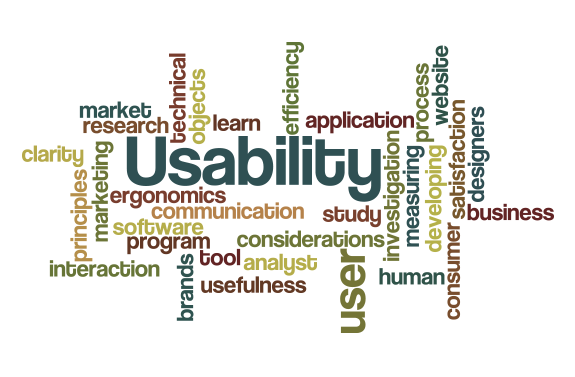 efficiency
website
technical
objects
process
market
research
learn
application
satisfaction
designers
clarity
Usability
investigation
measuring
developing
marketing
principles
ergonomics
communication
study
business
software
program
considerations
consumer
interaction
brands
tool
analyst
user
human
usefulness